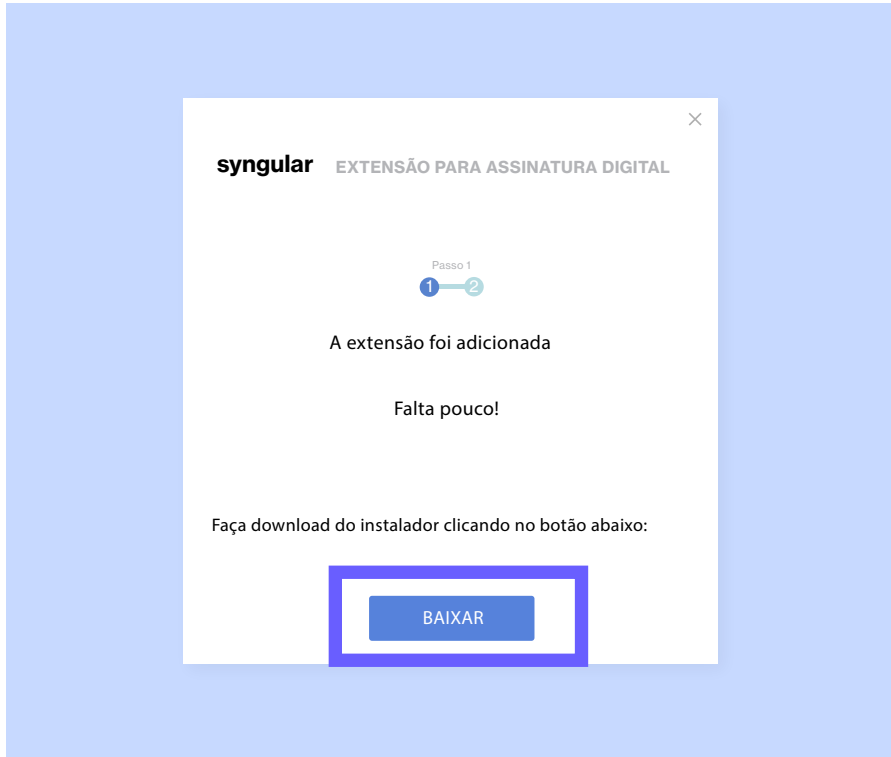 syngular EXTENSÃO PARA ASSINATURA DIGITAL
Passo 1
1 2
A extensão foi adicionada
Falta pouco!
Faça download do instalador clicando no botão abaixo:
BAIXAR